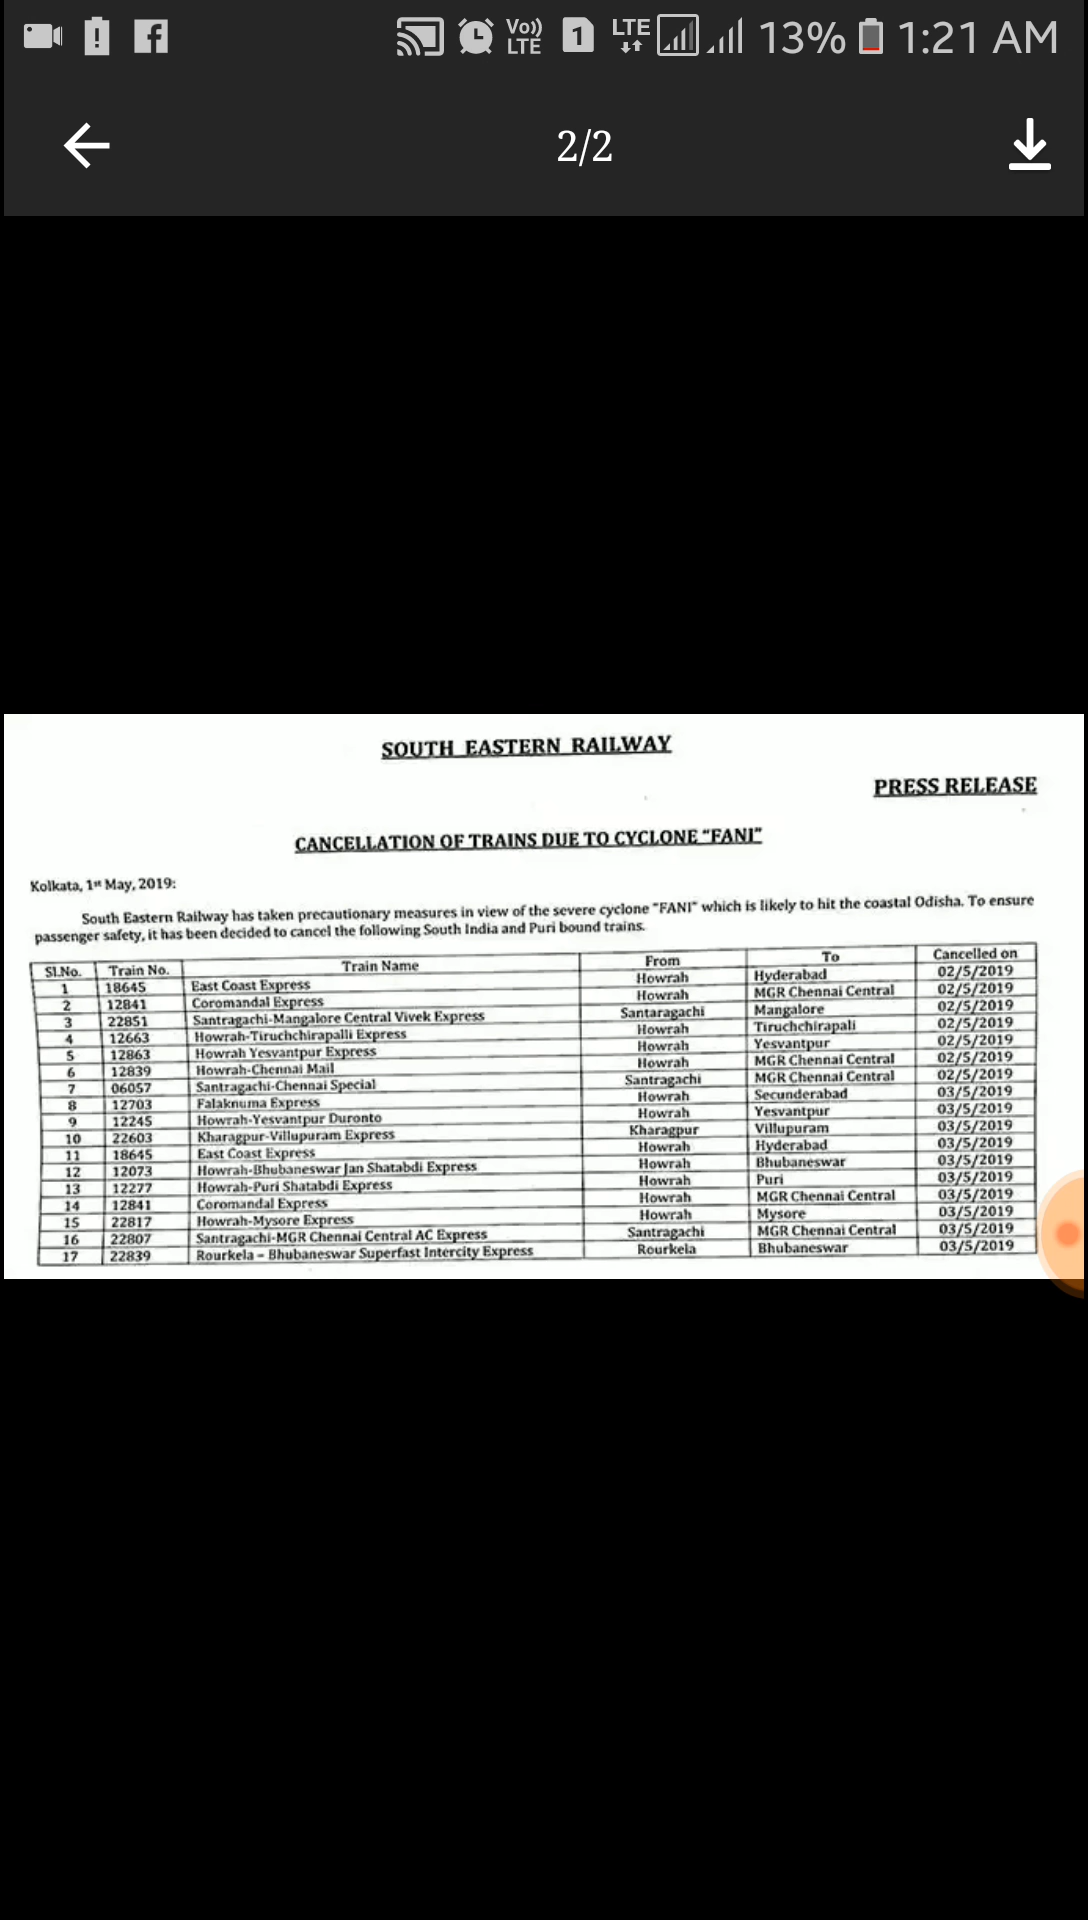 Vo)) LTE 1 LTE 13% 1:21 AM
2/2
SOUTH EASTERN RAILWAY
PRESS RELEASE
CANCELLATION OF TRAINS DUE TO CYCLONE "FANI"
Kolkata, 1st May, 2019:
South Eastern Railway has taken precautionary measures in view of the severe cyclone "FANI" which is likely to hit the coastal Odisha. To ensure
passenger safety, it has been decided to cancel the following South India and Puri bound trains.
Sl.No. Train No. Train Name From To Cancelled on
1 18645 East Coast Express Howrah Hyderabad 02/5/2019
2 12841 Coromandal Express Howrah MGR Chennai Central 02/5/2019
3 22851 Santragachi-Mangalore Central Vivek Express Santaragachi Mangalore 02/5/2019
4 12663 Howrah-Tiruchchirapalli Express Howrah Tiruchchirapali 02/5/2019
5 12863 Howrah Yesvantpur Express Howrah Yesvantpur 02/5/2019
6 12839 Howrah-Chennai Mail Howrah MGR Chennai Central 02/5/2019
7 06057 Santragachi-Chennai Special Santragachi MGR Chennai Central 02/5/2019
8 12703 Falaknuma Express Howrah Secunderabad 03/5/2019
9 12245 Howrah-Yesvantpur Duronto Howrah Yesvantpur 03/5/2019
10 22603 Kharagpur-Villupuram Express Kharagpur Villupuram 03/5/2019
11 18645 East Coast Express Howrah Hyderabad 03/5/2019
12 12073 Howrah-Bhubaneswar Jan Shatabdi Express Howrah Bhubaneswar 03/5/2019
13 12277 Howrah-Puri Shatabdi Express Howrah Puri 03/5/2019
14 12841 Coromandal Express Howrah MGR Chennai Central 03/5/2019
15 22817 Howrah-Mysore Express Howrah Mysore 03/5/2019
16 22807 Santragachi-MGR Chennai Central AC Express Santragachi MGR Chennai Central 03/5/2019
17 22839 Rourkela – Bhubaneswar Superfast Intercity Express Rourkela Bhubaneswar 03/5/2019